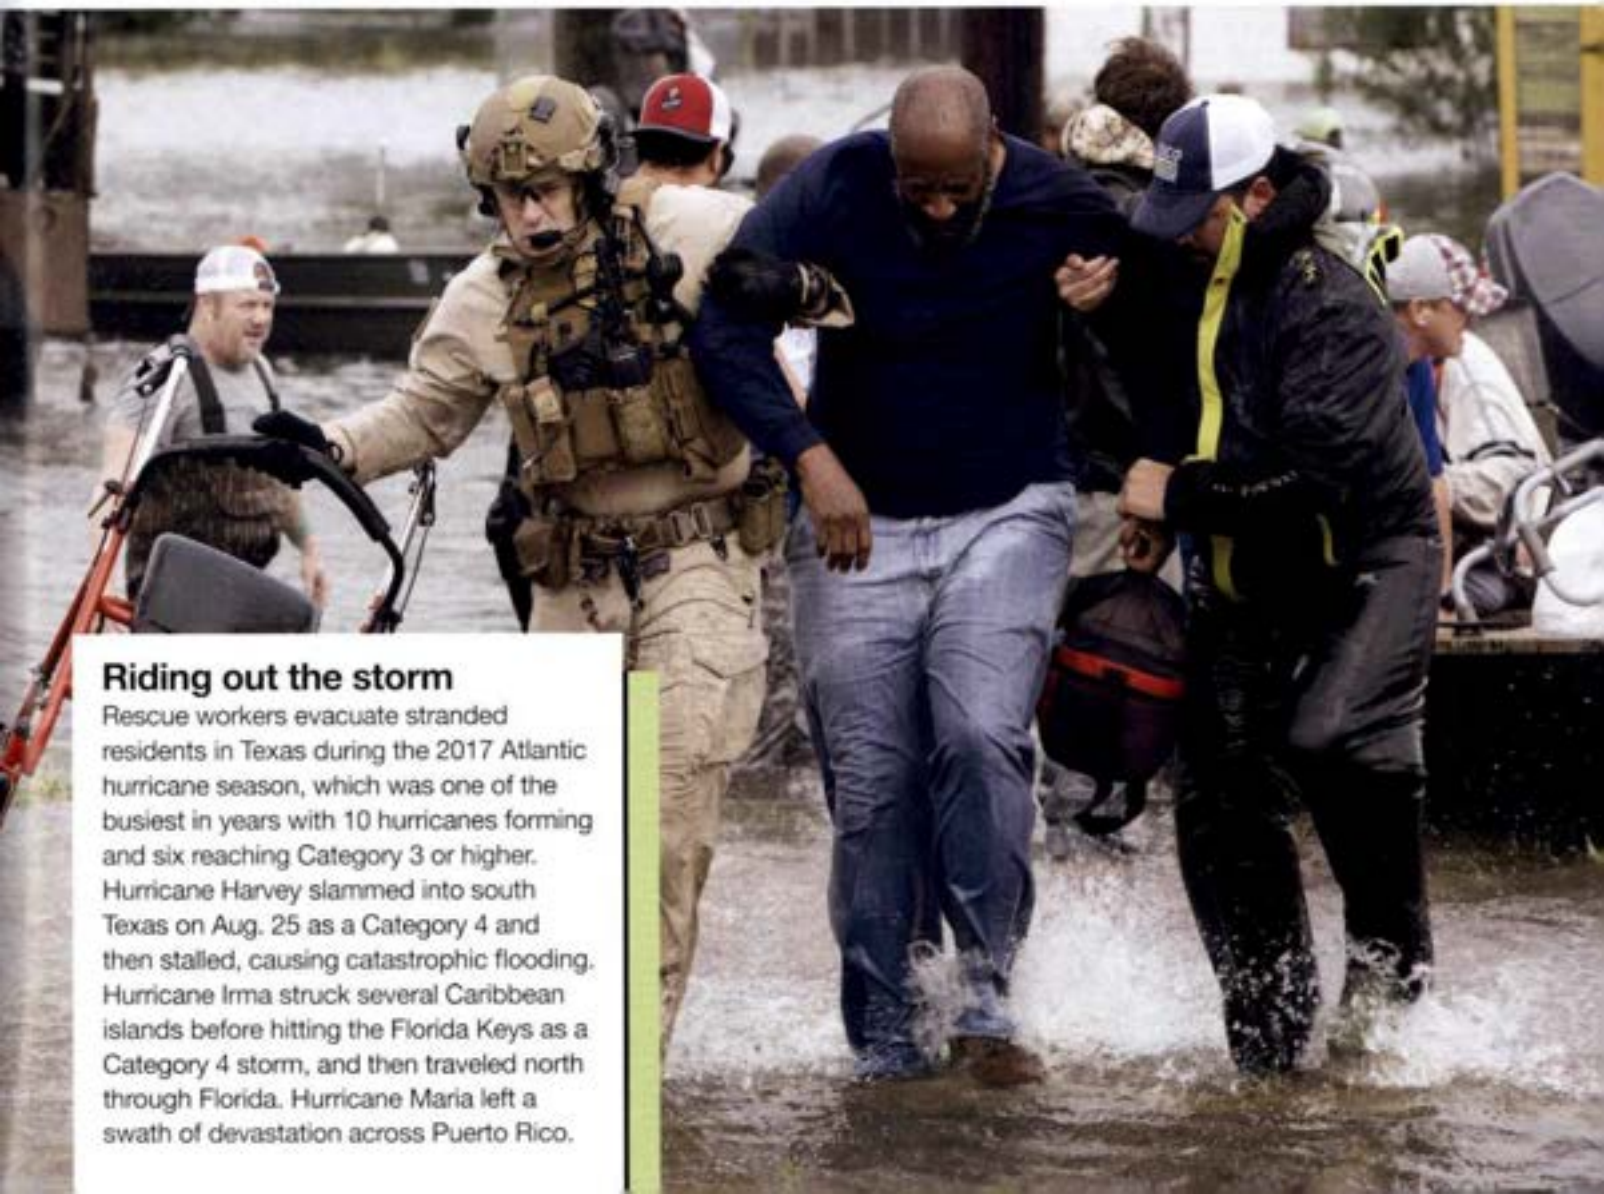 Riding out the storm
Rescue workers evacuate stranded
residents in Texas during the 2017 Atlantic
hurricane season, which was one of the
busiest in years with 10 hurricanes forming
and six reaching Category 3 or higher.
Hurricane Harvey slammed into south
Texas on Aug. 25 as a Category 4 and
then stalled, causing catastrophic flooding.
Hurricane Irma struck several Caribbean
islands before hitting the Florida Keys as a
Category 4 storm, and then traveled north
through Florida. Hurricane Maria left a
swath of devastation across Puerto Rico.